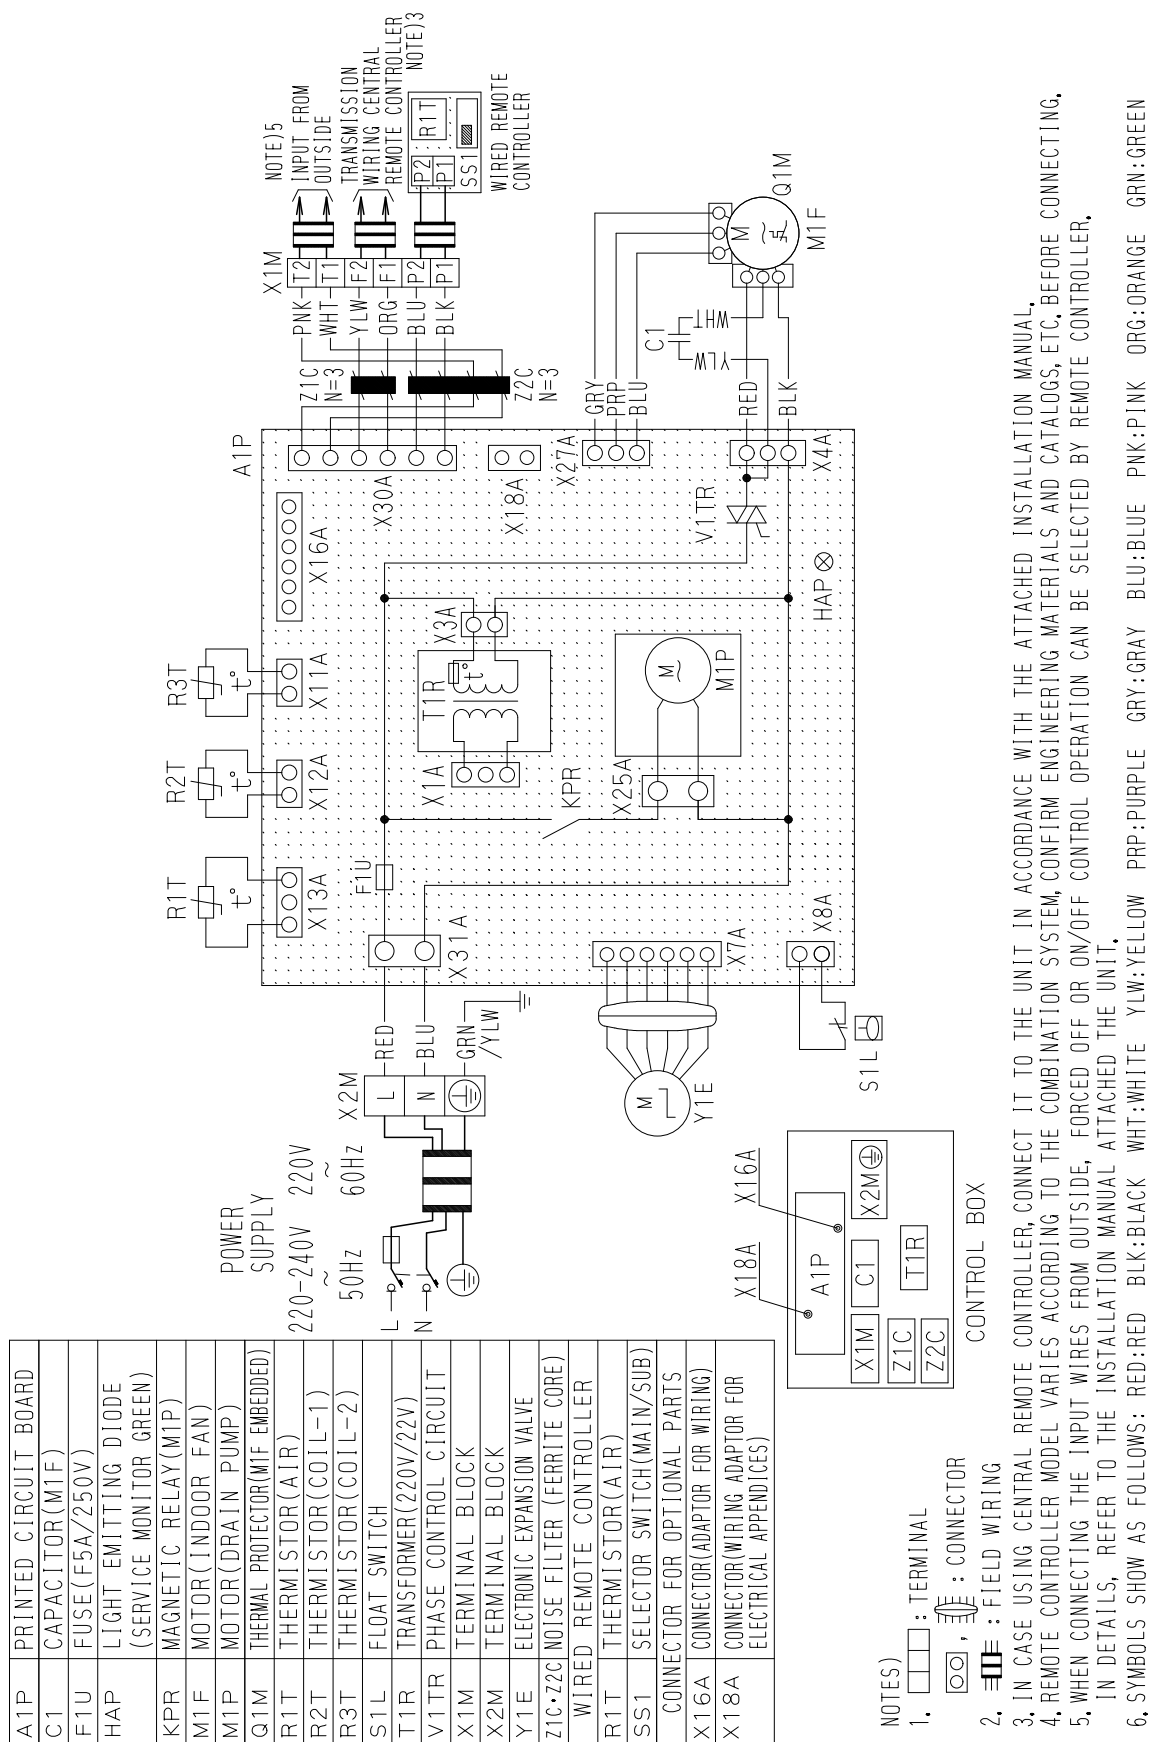 A1P PRINTED CIRCUIT BOARD
C1 CAPACITOR(M1F)
F1U FUSE(F5A/250V)
HAP LIGHT EMITTING DIODE
(SERVICE MONITOR GREEN)
KPR MAGNETIC RELAY(M1P)
M1F MOTOR(INDOOR FAN)
M1P MOTOR(DRAIN PUMP)
Q1M THERMAL PROTECTOR(M1F EMBEDDED)
R1T THERMISTOR(AIR)
R2T THERMISTOR(COIL-1)
R3T THERMISTOR(COIL-2)
S1L FLOAT SWITCH
T1R TRANSFORMER(220V/22V)
V1TR PHASE CONTROL CIRCUIT
X1M TERMINAL BLOCK
X2M TERMINAL BLOCK
Y1E ELECTRONIC EXPANSION VALVE
Z1C•Z2C NOISE FILTER (FERRITE CORE)
WIRED REMOTE CONTROLLER
R1T THERMISTOR(AIR)
SS1 SELECTOR SWITCH(MAIN/SUB)
CONNECTOR FOR OPTIONAL PARTS
X16A CONNECTOR(ADAPTOR FOR WIRING)
X18A CONNECTOR(WIRING ADAPTOR FOR
ELECTRICAL APPENDICES)
POWER
SUPPLY
220-240V 220V
~ ~
50Hz 60Hz
L
N
X2M
L
N
RED
BLU
GRN
/YLW
R1T
t°
X13A
R2T
t°
X12A
R3T
t°
X11A
X16A
A1P
X30A
X18A
X27A
X4A
X31A
F1U
X1A
T1R
t°
X3A
KPR
X25A
M
~
M1P
V1TR
HAP
X7A
X8A
M
Y1E
S1L
Z1C
N=3
Z2C
N=3
PNK
WHT
YLW
ORG
BLU
BLK
X1M
T2
T1
F2
F1
P2
P1
NOTE)5
INPUT FROM
OUTSIDE
TRANSMISSION
WIRING CENTRAL
REMOTE CONTROLLER
NOTE)3
P2
P1
R1T
SS1
WIRED REMOTE
CONTROLLER
GRY
PRP
BLU
C1
YLW
WHT
RED
BLK
M
~
Q1M
M1F
X18A
X16A
A1P
X1M
C1
X2M
Z1C
T1R
Z2C
CONTROL BOX
NOTES)
1. : TERMINAL
, : CONNECTOR
2. : FIELD WIRING
3. IN CASE USING CENTRAL REMOTE CONTROLLER, CONNECT IT TO THE UNIT IN ACCORDANCE WITH THE ATTACHED INSTALLATION MANUAL.
4. REMOTE CONTROLLER MODEL VARIES ACCORDING TO THE COMBINATION SYSTEM, CONFIRM ENGINEERING MATERIALS AND CATALOGS, ETC. BEFORE CONNECTING.
5. WHEN CONNECTING THE INPUT WIRES FROM OUTSIDE, FORCED OFF OR ON/OFF CONTROL OPERATION CAN BE SELECTED BY REMOTE CONTROLLER.
IN DETAILS, REFER TO THE INSTALLATION MANUAL ATTACHED THE UNIT.
6. SYMBOLS SHOW AS FOLLOWS: RED:RED BLK:BLACK WHT:WHITE YLW:YELLOW PRP:PURPLE GRY:GRAY BLU:BLUE PNK:PINK ORG:ORANGE GRN:GREEN